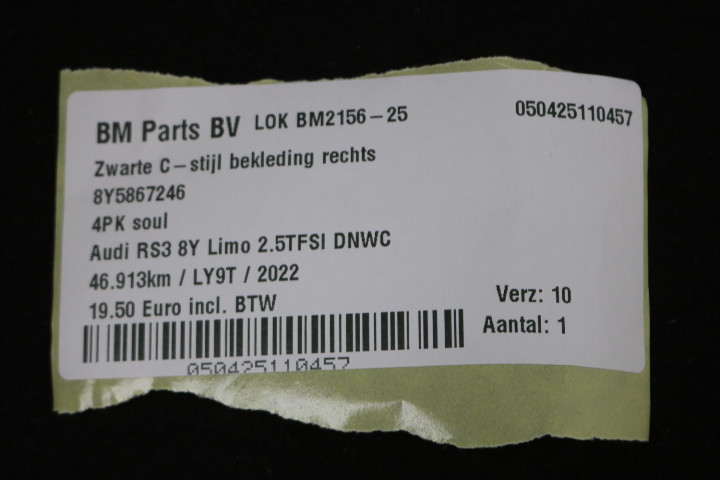 BM Parts BV LOK BM2156-25 050425110457
Zwarte C-stijl bekleding rechts
8Y5867246
4PK soul
Audi RS3 8Y Limo 2.5TFSI DNWC
46.913km / LY9T / 2022
19.50 Euro incl. BTW
Verz: 10
Aantal: 1
050425110457